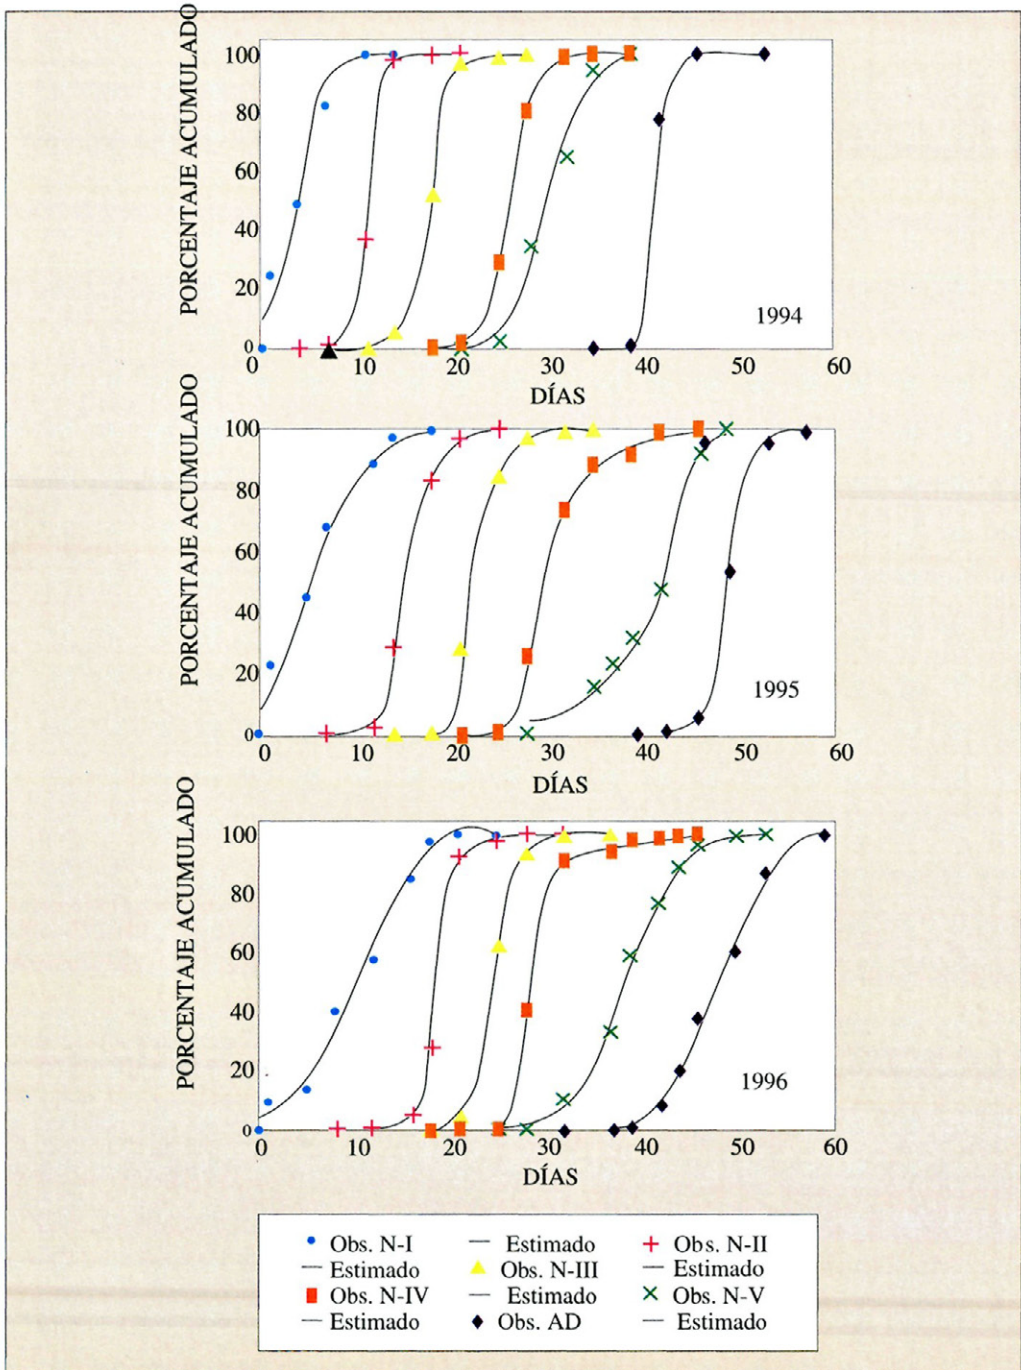 PORCENTAJE ACUMULADO
100
80
60
40
20
0
1994
0 10 20 30 40 50 60
DÍAS
PORCENTAJE ACUMULADO
100
80
60
40
20
0
1995
0 10 20 30 40 50 60
DÍAS
PORCENTAJE ACUMULADO
100
80
60
40
20
0
1996
0 10 20 30 40 50 60
DÍAS
Obs. N-I Estimado Obs. N-II
Estimado Obs. N-III Estimado
Obs. N-IV Estimado Obs. N-V
Estimado Obs. AD Estimado